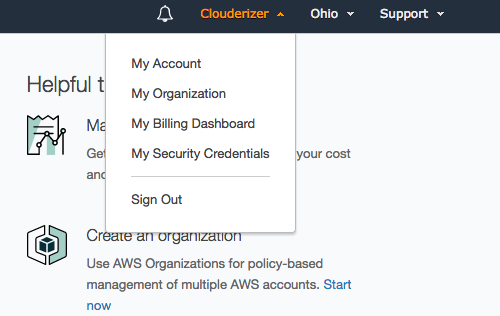 Clouderizer Ohio Support
My Account
My Organization
My Billing Dashboard
My Security Credentials
Sign Out
Helpful t
Ma
Get your cost
and
Create an organization
Use AWS Organizations for policy-based
management of multiple AWS accounts. Start
now